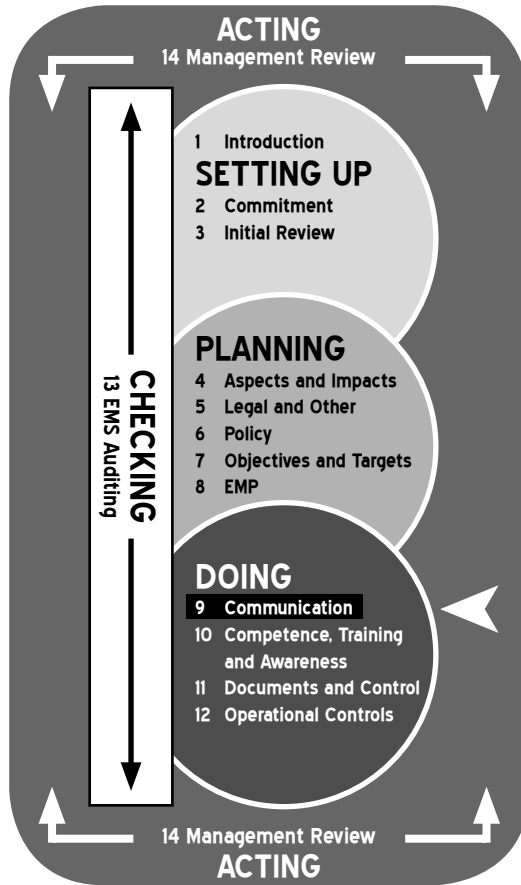 ACTING
14 Management Review
1 Introduction
SETTING UP
2 Commitment
3 Initial Review
PLANNING
4 Aspects and Impacts
5 Legal and Other
6 Policy
7 Objectives and Targets
8 EMP
CHECKING
13 EMS Auditing
DOING
9 Communication
10 Competence, Training
and Awareness
11 Documents and Control
12 Operational Controls
14 Management Review
ACTING